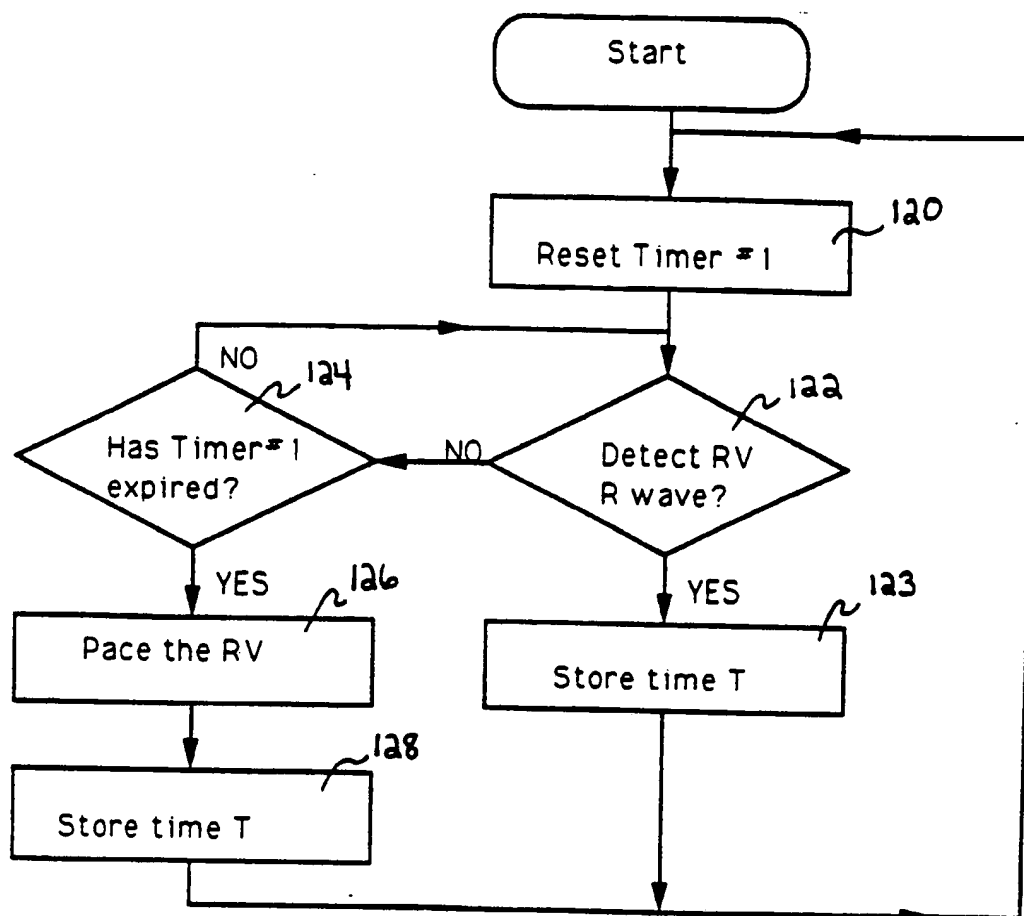 Start
120
Reset Timer #1
NO
124
122
Has Timer #1
expired?
NO
Detect RV
R wave?
YES
126
YES
123
Pace the RV
Store time T
128
Store time T